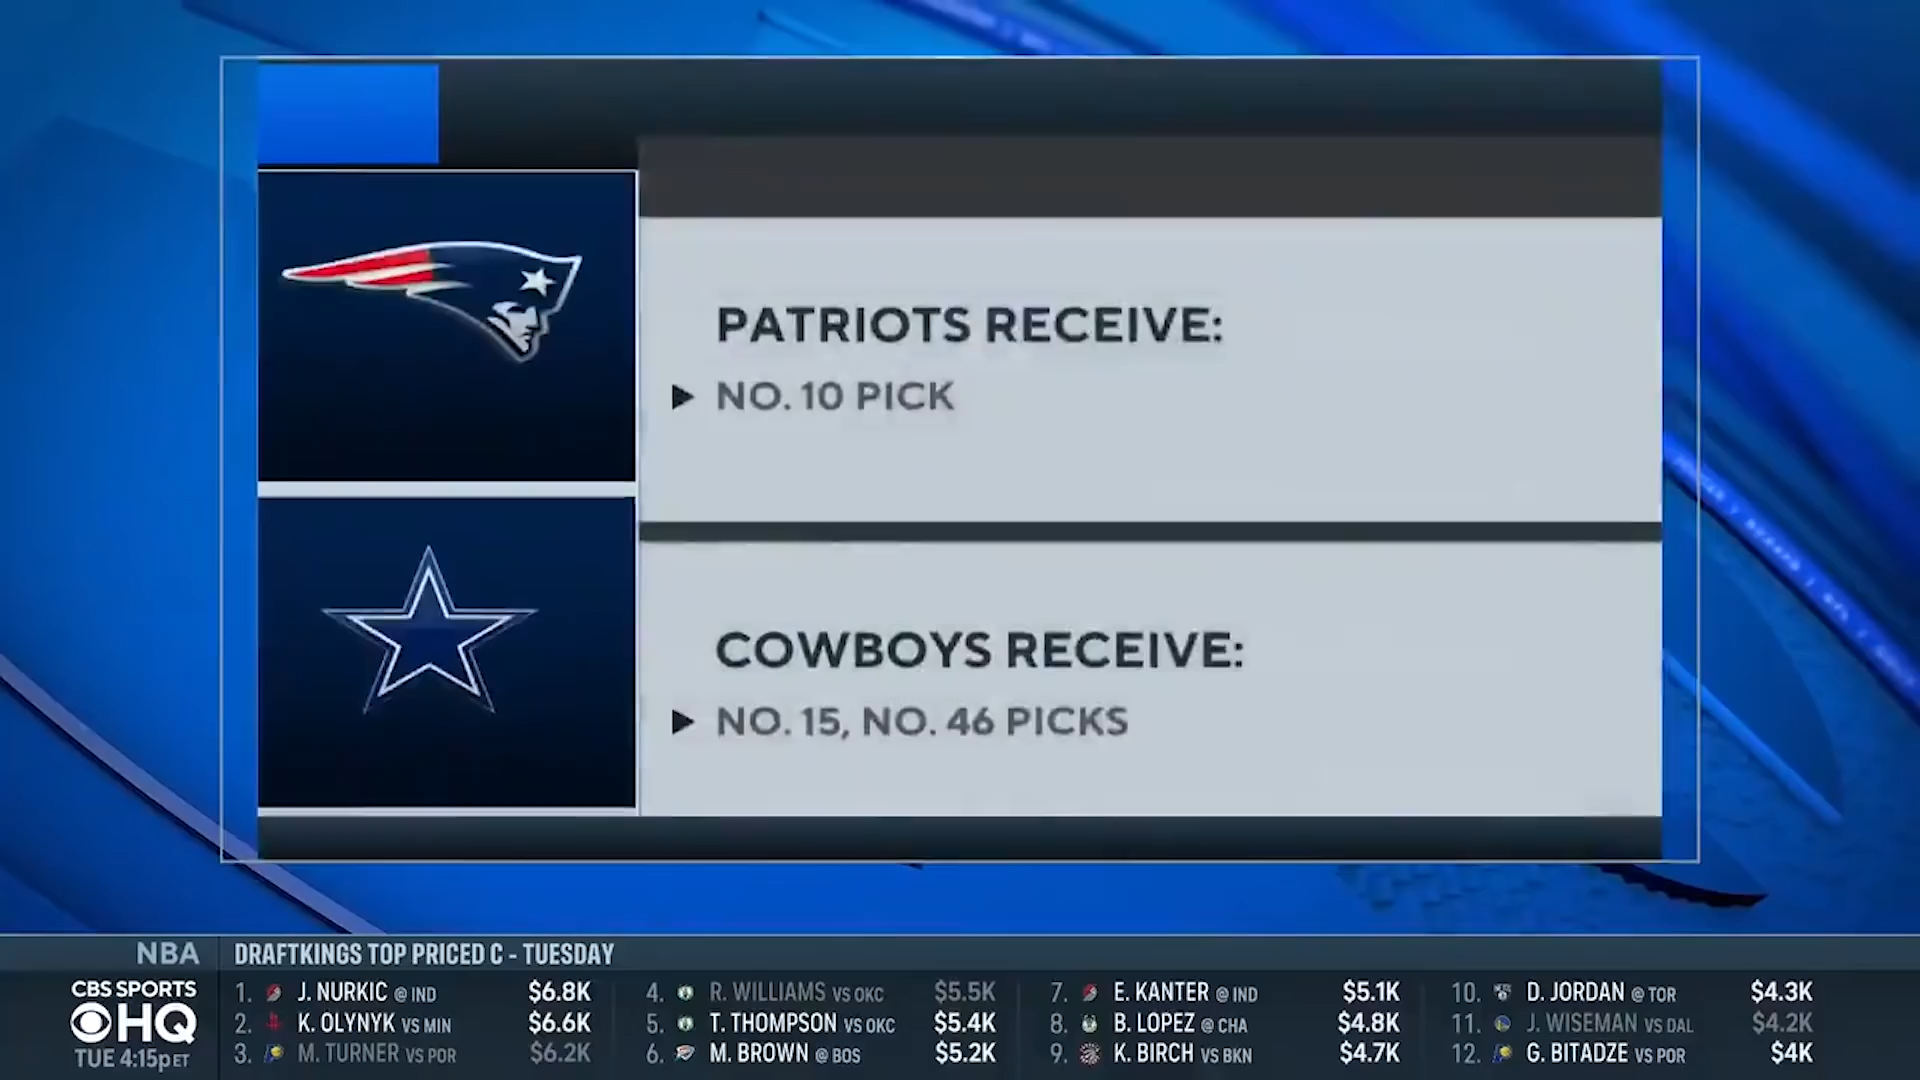 PATRIOTS RECEIVE:
▶ NO. 10 PICK
COWBOYS RECEIVE:
▶ NO. 15, NO. 46 PICKS
NBA
DRAFTKINGS TOP PRICED C - TUESDAY
CBS SPORTS
HQ
TUE 4:15pET
1. J. NURKIC @ IND $6.8K
2. K. OLYNYK VS MIN $6.6K
3. M. TURNER VS POR $6.2K
4. R. WILLIAMS VS OKC $5.5K
5. T. THOMPSON VS OKC $5.4K
6. M. BROWN @ BOS $5.2K
7. E. KANTER @ IND $5.1K
8. B. LOPEZ @ CHA $4.8K
9. K. BIRCH VS BKN $4.7K
10. D. JORDAN @ TOR $4.3K
11. J. WISEMAN VS DAL $4.2K
12. G. BITADZE VS POR $4K